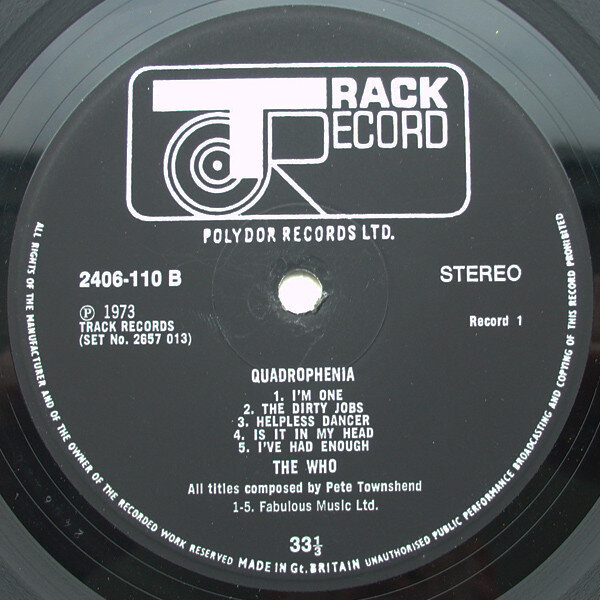 TRACK
RECORD
POLYDOR RECORDS LTD.
2406-110 B
STEREO
℗ 1973
TRACK RECORDS
(SET No. 2657 013)
Record 1
QUADROPHENIA
1. I'M ONE
2. THE DIRTY JOBS
3. HELPLESS DANCER
4. IS IT IN MY HEAD
5. I'VE HAD ENOUGH
THE WHO
All titles composed by Pete Townshend
1-5. Fabulous Music Ltd.
33⅓
ALL RIGHTS OF THE MANUFACTURER AND OF THE OWNER OF THE RECORDED WORK RESERVED MADE IN Gt. BRITAIN UNAUTHORISED PUBLIC PERFORMANCE BROADCASTING AND COPYING OF THIS RECORD PROHIBITED